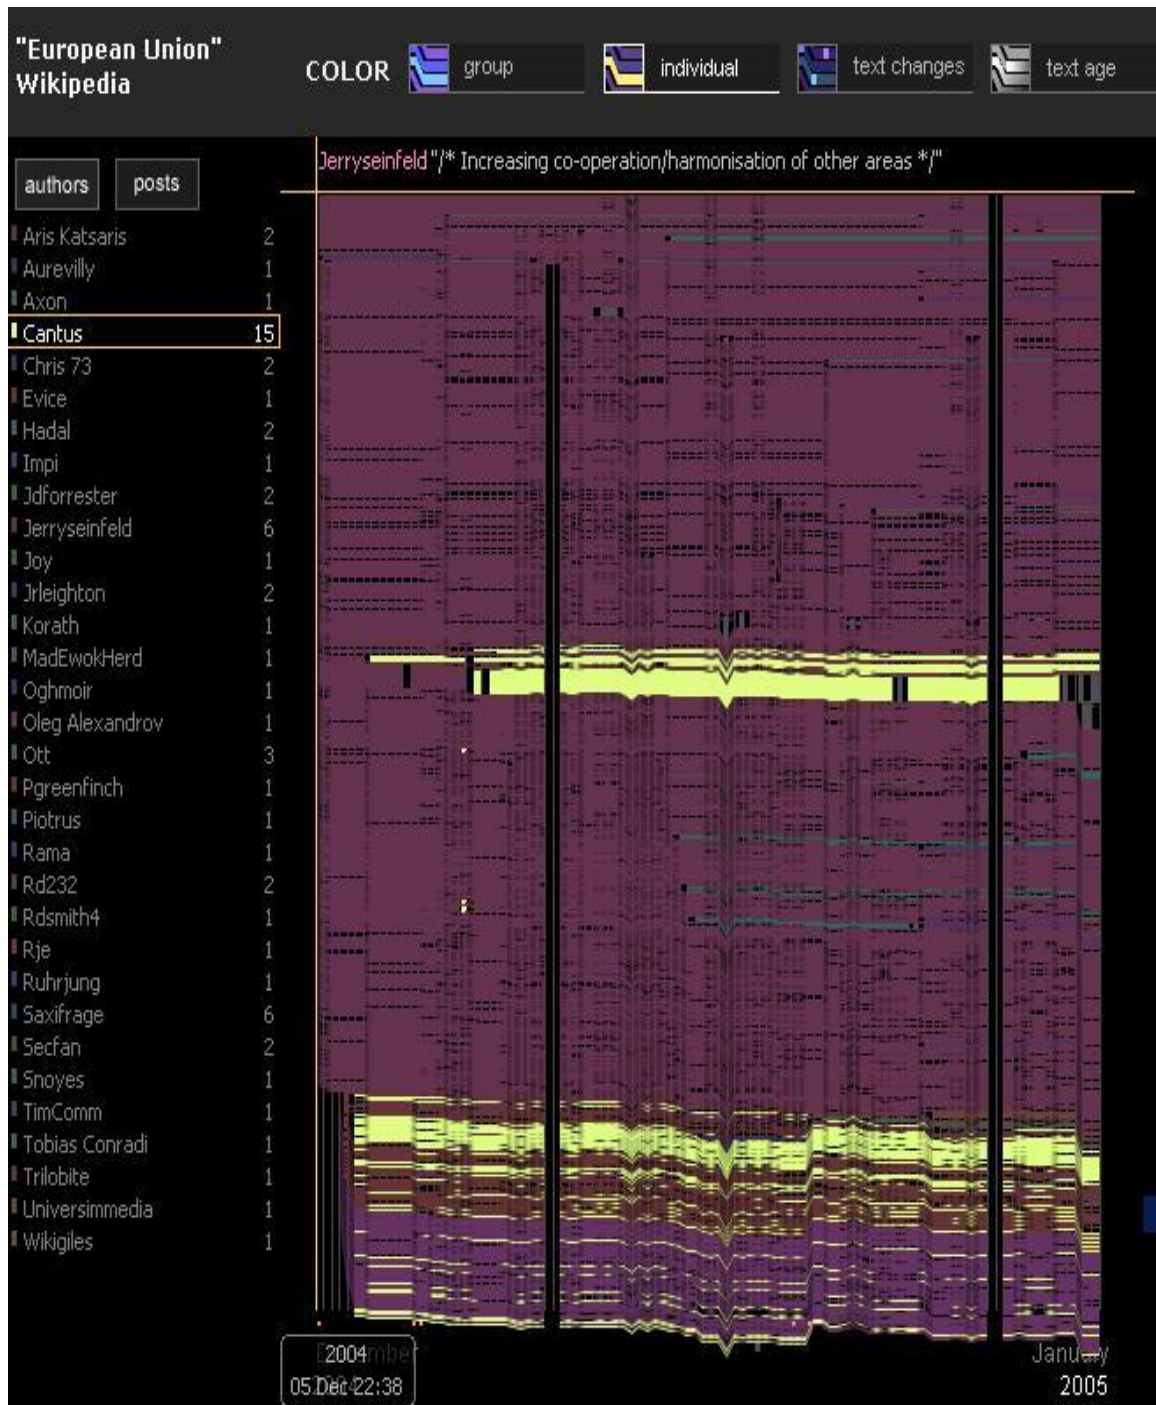 "European Union"
Wikipedia
COLOR group individual text changes text age
Jerryseinfeld "/* Increasing co-operation/harmonisation of other areas */"
authors posts
Aris Katsaris 2
Aurevilly 1
Axon 1
Cantus 15
Chris 73 2
Evice 1
Hadal 2
Impi 1
Jdforrester 2
Jerryseinfeld 6
Joy 1
Jrleighton 2
Korath 1
MadEwokHerd 1
Oghmoir 1
Oleg Alexandrov 1
Ott 3
Pgreenfinch 1
Piotrus 1
Rama 1
Rd232 2
Rdsmith4 1
Rje 1
Ruhrjung 1
Saxifrage 6
Secfan 2
Snoyes 1
TimComm 1
Tobias Conradi 1
Trilobite 1
Universimmedia 1
Wikigiles 1
2004
05 Dec 22:38
January
2005